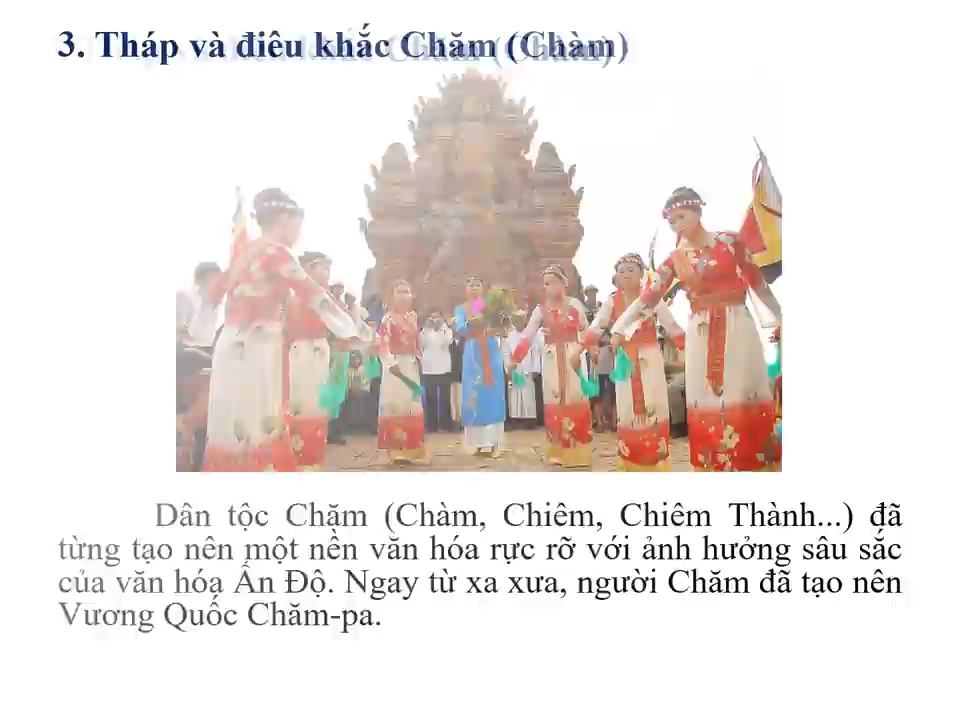 3. Tháp và điêu khắc Chăm (Chàm)
Dân tộc Chăm (Chàm, Chiêm, Chiêm Thành...) đã
từng tạo nên một nền văn hóa rực rỡ với ảnh hưởng sâu sắc
của văn hóa Ấn Độ. Ngay từ xa xưa, người Chăm đã tạo nên
Vương Quốc Chăm-pa.